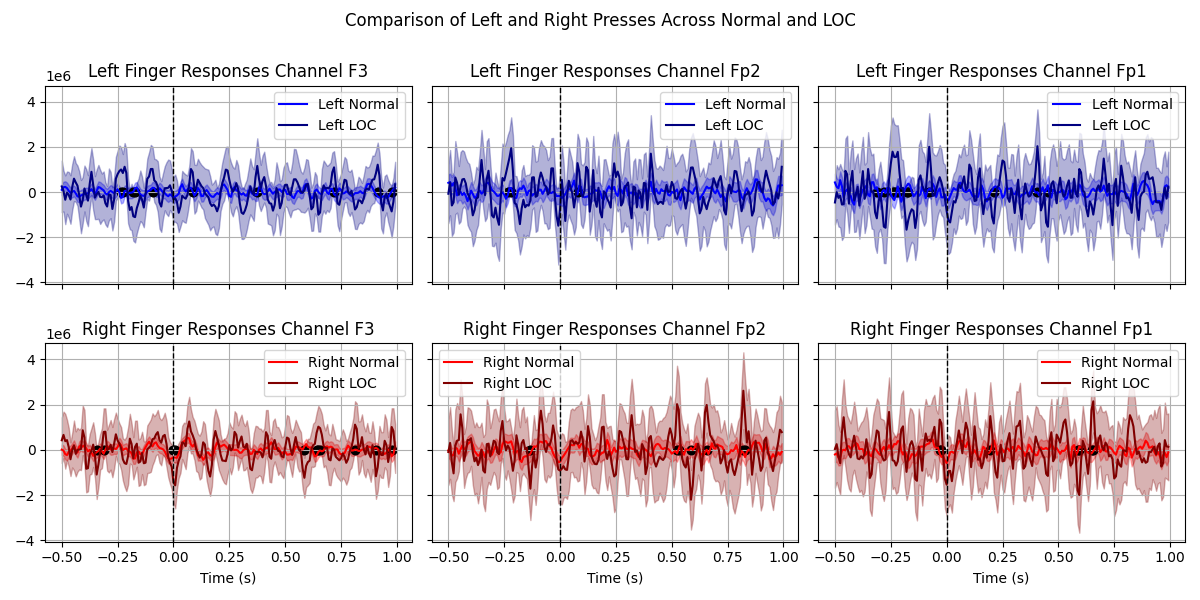 Comparison of Left and Right Presses Across Normal and LOC
1e6
Left Finger Responses Channel F3
Left Normal
Left LOC
4
2
0
−2
−4
Left Finger Responses Channel Fp2
Left Normal
Left LOC
Left Finger Responses Channel Fp1
Left Normal
Left LOC
1e6
Right Finger Responses Channel F3
Right Normal
Right LOC
4
2
0
−2
−4
−0.50 −0.25 0.00 0.25 0.50 0.75 1.00
Time (s)
Right Finger Responses Channel Fp2
Right Normal
Right LOC
−0.50 −0.25 0.00 0.25 0.50 0.75 1.00
Time (s)
Right Finger Responses Channel Fp1
Right Normal
Right LOC
−0.50 −0.25 0.00 0.25 0.50 0.75 1.00
Time (s)